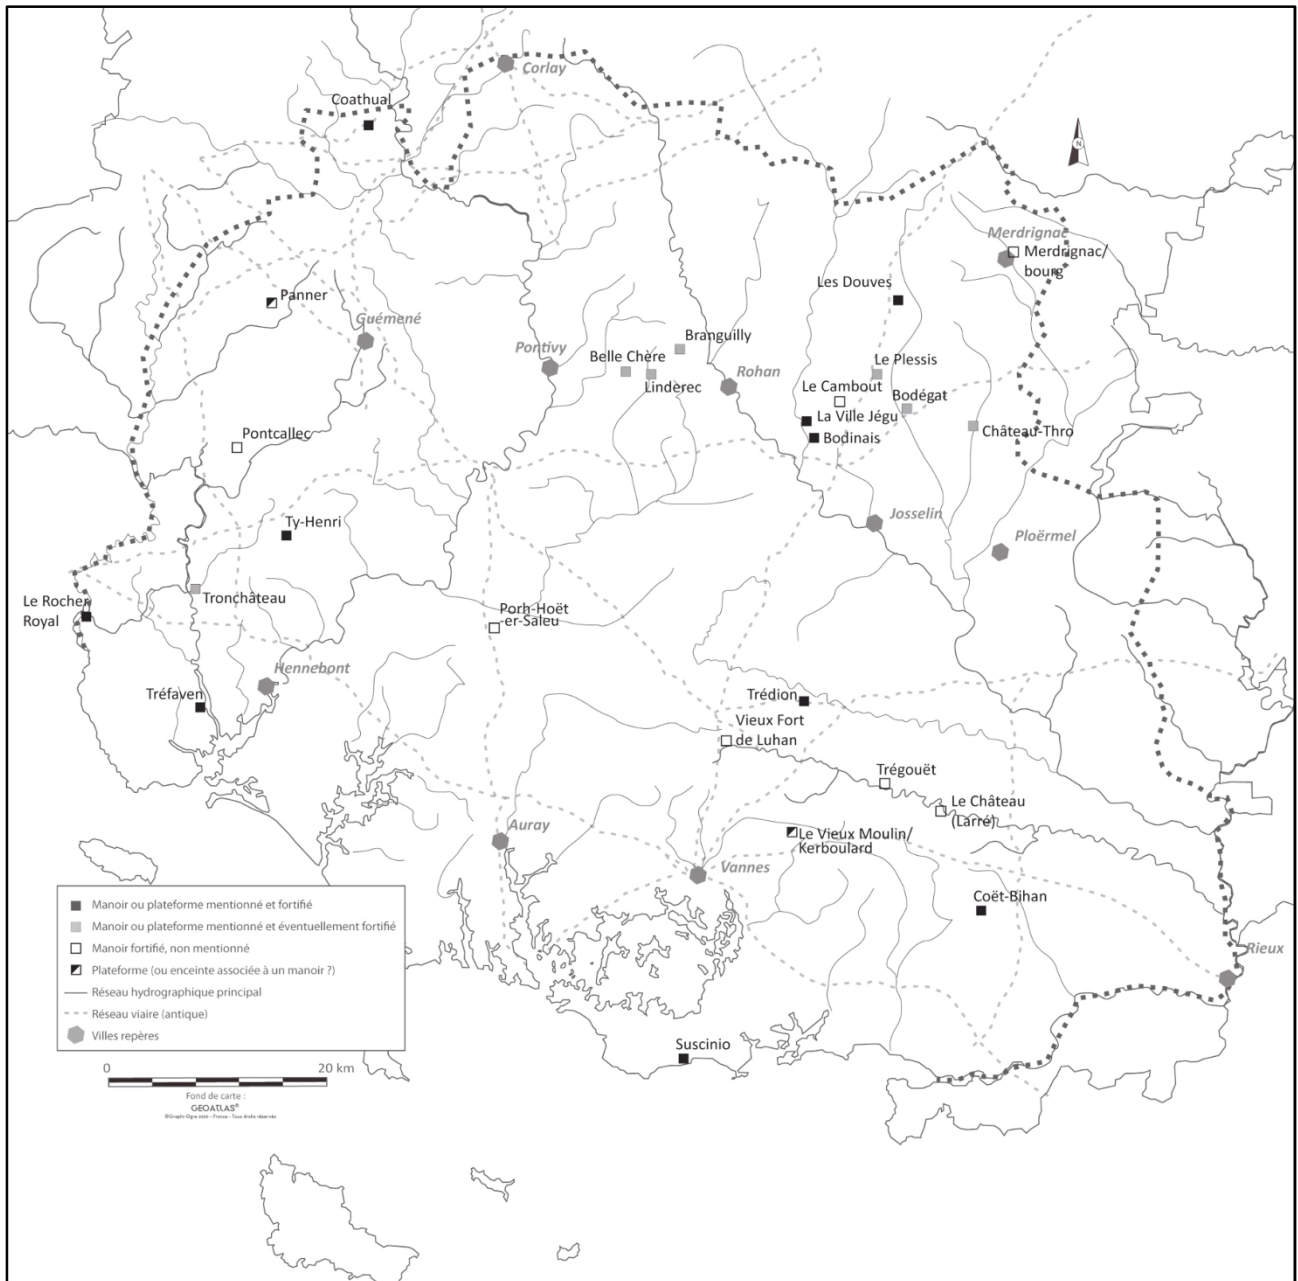 Corlay
Coathual
N
Merdrignac
Merdrignac/
bourg
Les Douves
Panner
Guémené
Pontivy
Branguilly
Belle Chère
Linderec
Rohan
Le Plessis
Le Cambout
Bodégat
La Ville Jégu
Bodinais
Château-Thro
Pontcallec
Ty-Henri
Josselin
Ploërmel
Le Rocher
Royal
Tronchâteau
Porh-Hoët
-er-Saleu
Hennebont
Tréfaven
Trédion
Vieux Fort
de Luhan
Trégouët
Le Château
(Larré)
Auray
Le Vieux Moulin/
Kerboulard
Vannes
Coët-Bihan
Rieux
Suscinio
Manoir ou plateforme mentionné et fortifié
Manoir ou plateforme mentionné et éventuellement fortifié
Manoir fortifié, non mentionné
Plateforme (ou enceinte associée à un manoir ?)
Réseau hydrographique principal
Réseau viaire (antique)
Villes repères
0 20 km
Fond de carte :
GEOATLAS®